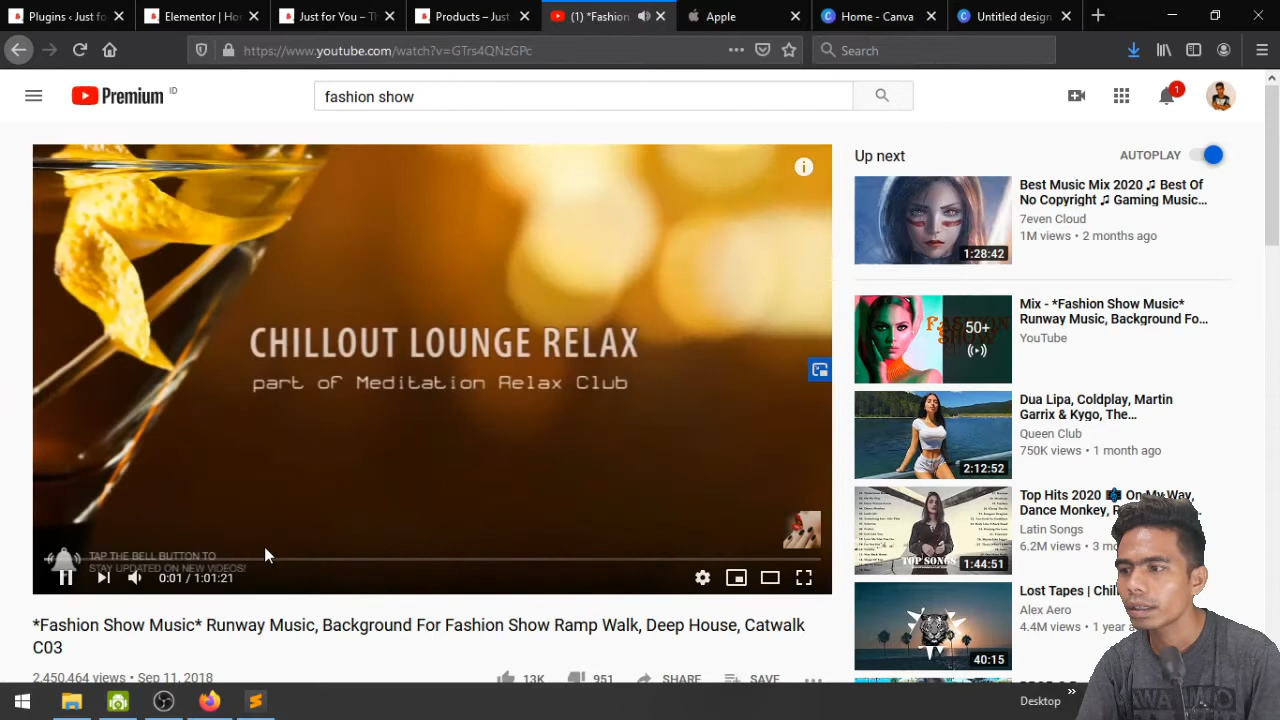 Plugins ‹ Just fo
Elementor | Ho
Just for You – Th
Products – Just
(1) *Fashion
Apple
Home - Canva
Untitled design
https://www.youtube.com/watch?v=GTrs4QNzGPc
Search
Premium ID
fashion show
1
Up next
AUTOPLAY
CHILLOUT LOUNGE RELAX
part of Meditation Relax Club
TAP THE BELL BUTTON TO
STAY UPDATED ON NEW VIDEOS!
0:01 / 1:01:21
*Fashion Show Music* Runway Music, Background For Fashion Show Ramp Walk, Deep House, Catwalk
C03
2,450,464 views • Sep 11, 2018
13K
951
SHARE
SAVE
Best Music Mix 2020 ♫ Best Of
No Copyright ♫ Gaming Music...
7even Cloud
1M views • 2 months ago
1:28:42
Mix - *Fashion Show Music*
Runway Music, Background Fo...
YouTube
50+
Dua Lipa, Coldplay, Martin
Garrix & Kygo, The...
Queen Club
750K views • 1 month ago
2:12:52
Top Hits 2020 On My Way,
Dance Monkey,
Latin Songs
6.2M views • 3
TOP SONGS
1:44:51
Lost Tapes |
Alex Aero
4.4M views • 1
40:15
Desktop